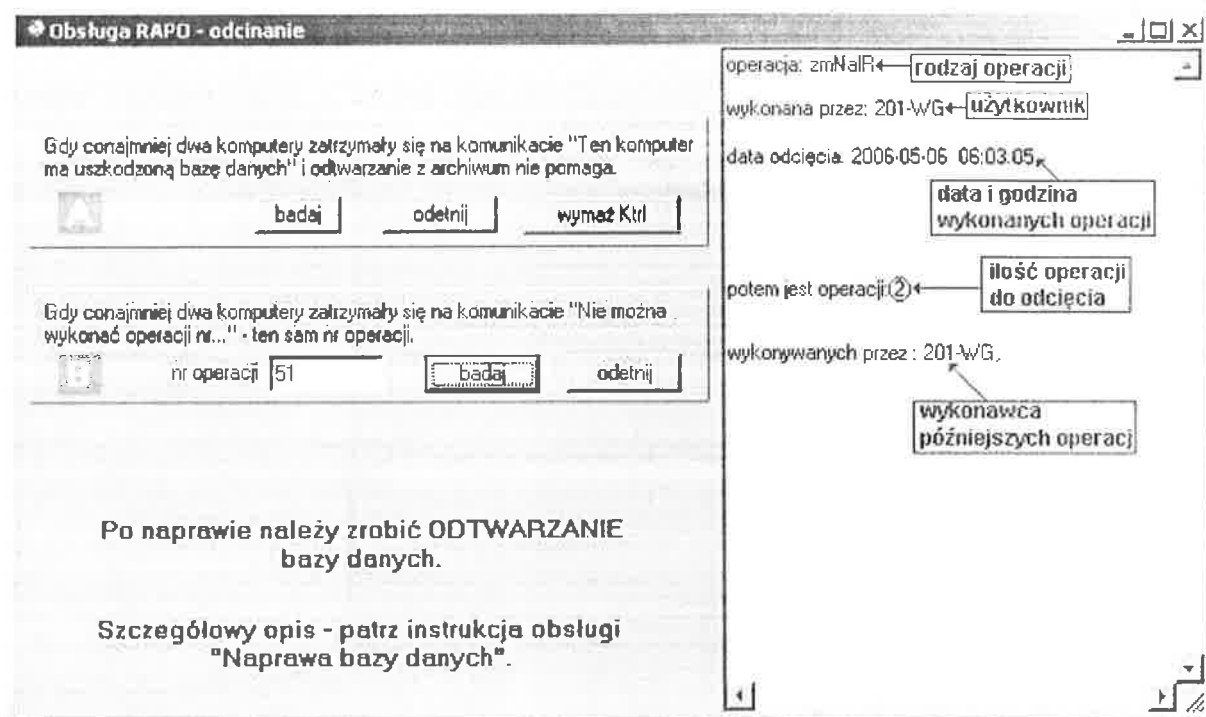 Obsługa RAPO - odcinanie
Gdy conajmniej dwa komputery zatrzymały się na komunikacie "Ten komputer
ma uszkodzoną bazę danych" i odtwarzanie z archiwum nie pomaga.
A
badaj
odetnij
wymaż Ktrl
Gdy conajmniej dwa komputery zatrzymały się na komunikacie "Nie można
wykonać operacji nr..." - ten sam nr operacji.
B
nr operacji 51
badaj
odetnij
Po naprawie należy zrobić ODTWARZANIE
bazy danych.
Szczegółowy opis - patrz instrukcja obsługi
"Naprawa bazy danych".
operacja: zmNalR
rodzaj operacji
wykonana przez: 201-WG
użytkownik
data odcięcia: 2006-05-06 06:03:05
data i godzina
wykonanych operacji
potem jest operacji:2
ilość operacji
do odcięcia
wykonywanych przez : 201-WG,
wykonawca
późniejszych operacj